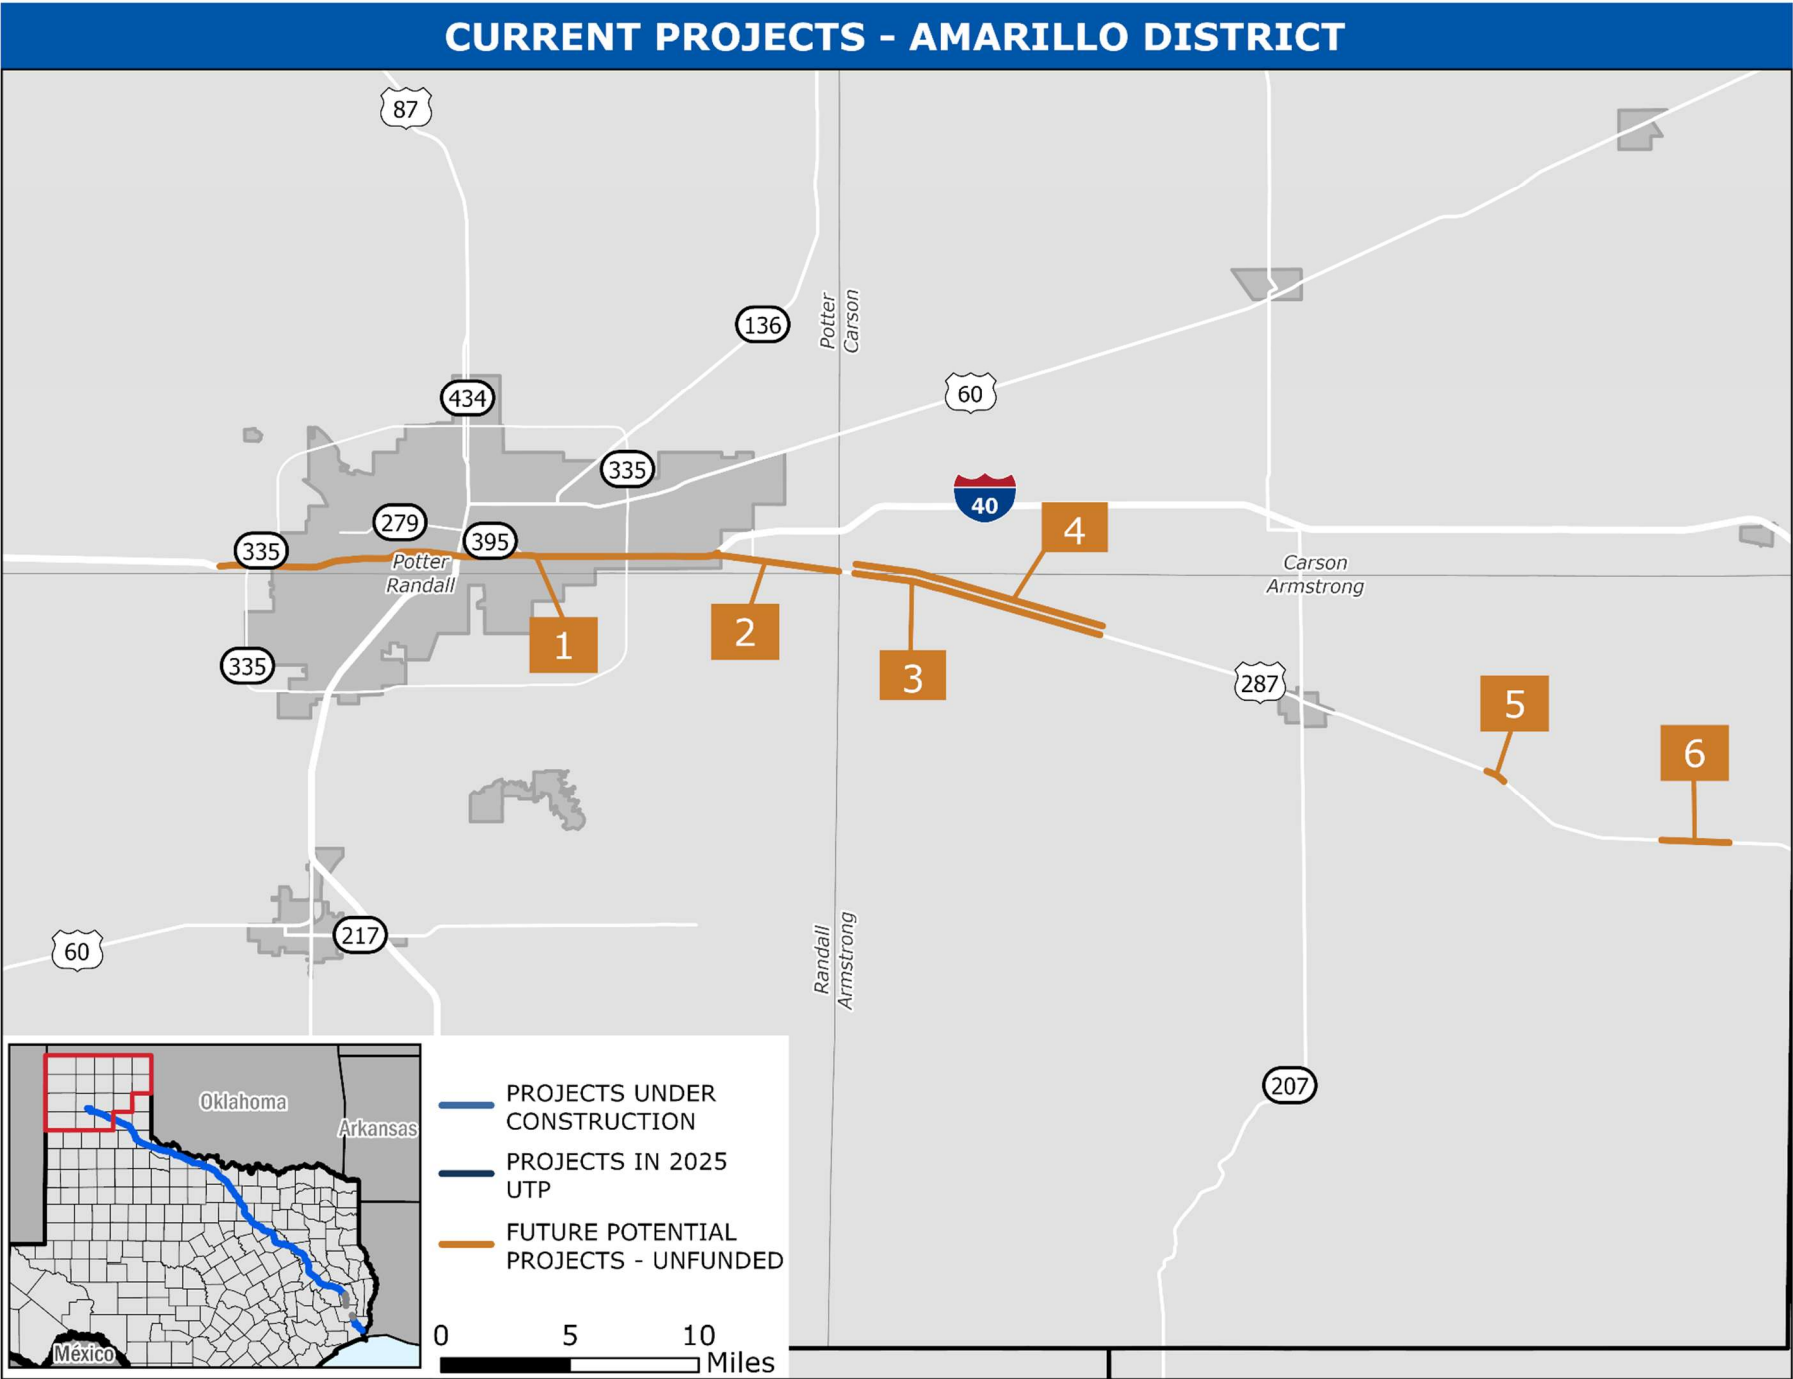 CURRENT PROJECTS - AMARILLO DISTRICT
87
136
Potter
Carson
60
434
335
40
279
395
4
335
Potter
Randall
Carson
Armstrong
1
2
3
335
287
5
6
217
60
Randall
Armstrong
207
Oklahoma
Arkansas
México
PROJECTS UNDER
CONSTRUCTION
PROJECTS IN 2025
UTP
FUTURE POTENTIAL
PROJECTS - UNFUNDED
0 5 10
Miles